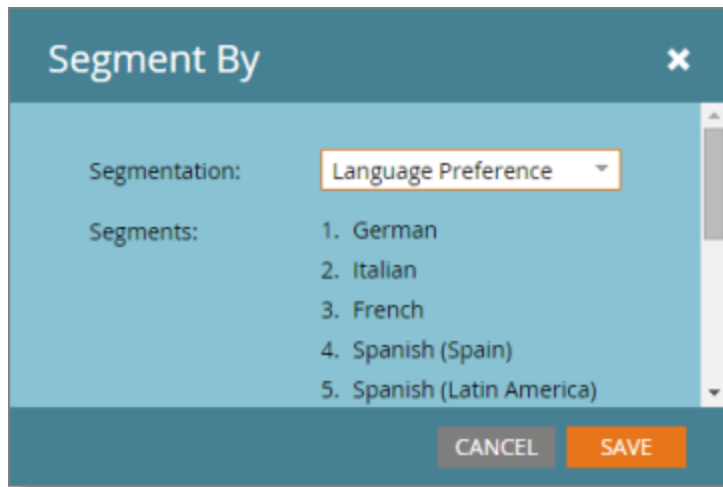 Segment By
Segmentation: Language Preference
Segments: 1. German
2. Italian
3. French
4. Spanish (Spain)
5. Spanish (Latin America)
CANCEL SAVE